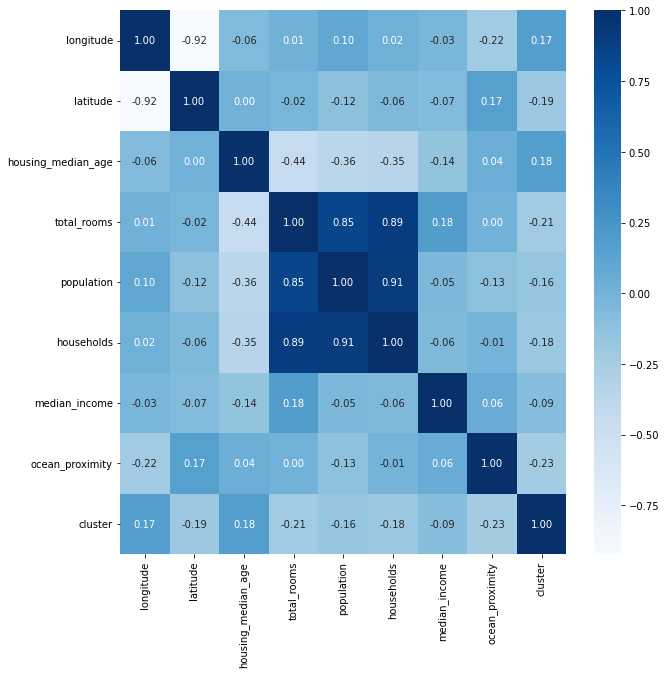 longitude 1.00 -0.92 -0.06 0.01 0.10 0.02 -0.03 -0.22 0.17
latitude -0.92 1.00 0.00 -0.02 -0.12 -0.06 -0.07 0.17 -0.19
housing_median_age -0.06 0.00 1.00 -0.44 -0.36 -0.35 -0.14 0.04 0.18
total_rooms 0.01 -0.02 -0.44 1.00 0.85 0.89 0.18 0.00 -0.21
population 0.10 -0.12 -0.36 0.85 1.00 0.91 -0.05 -0.13 -0.16
households 0.02 -0.06 -0.35 0.89 0.91 1.00 -0.06 -0.01 -0.18
median_income -0.03 -0.07 -0.14 0.18 -0.05 -0.06 1.00 0.06 -0.09
ocean_proximity -0.22 0.17 0.04 0.00 -0.13 -0.01 0.06 1.00 -0.23
cluster 0.17 -0.19 0.18 -0.21 -0.16 -0.18 -0.09 -0.23 1.00
longitude
latitude
housing_median_age
total_rooms
population
households
median_income
ocean_proximity
cluster
1.00
0.75
0.50
0.25
0.00
-0.25
-0.50
-0.75